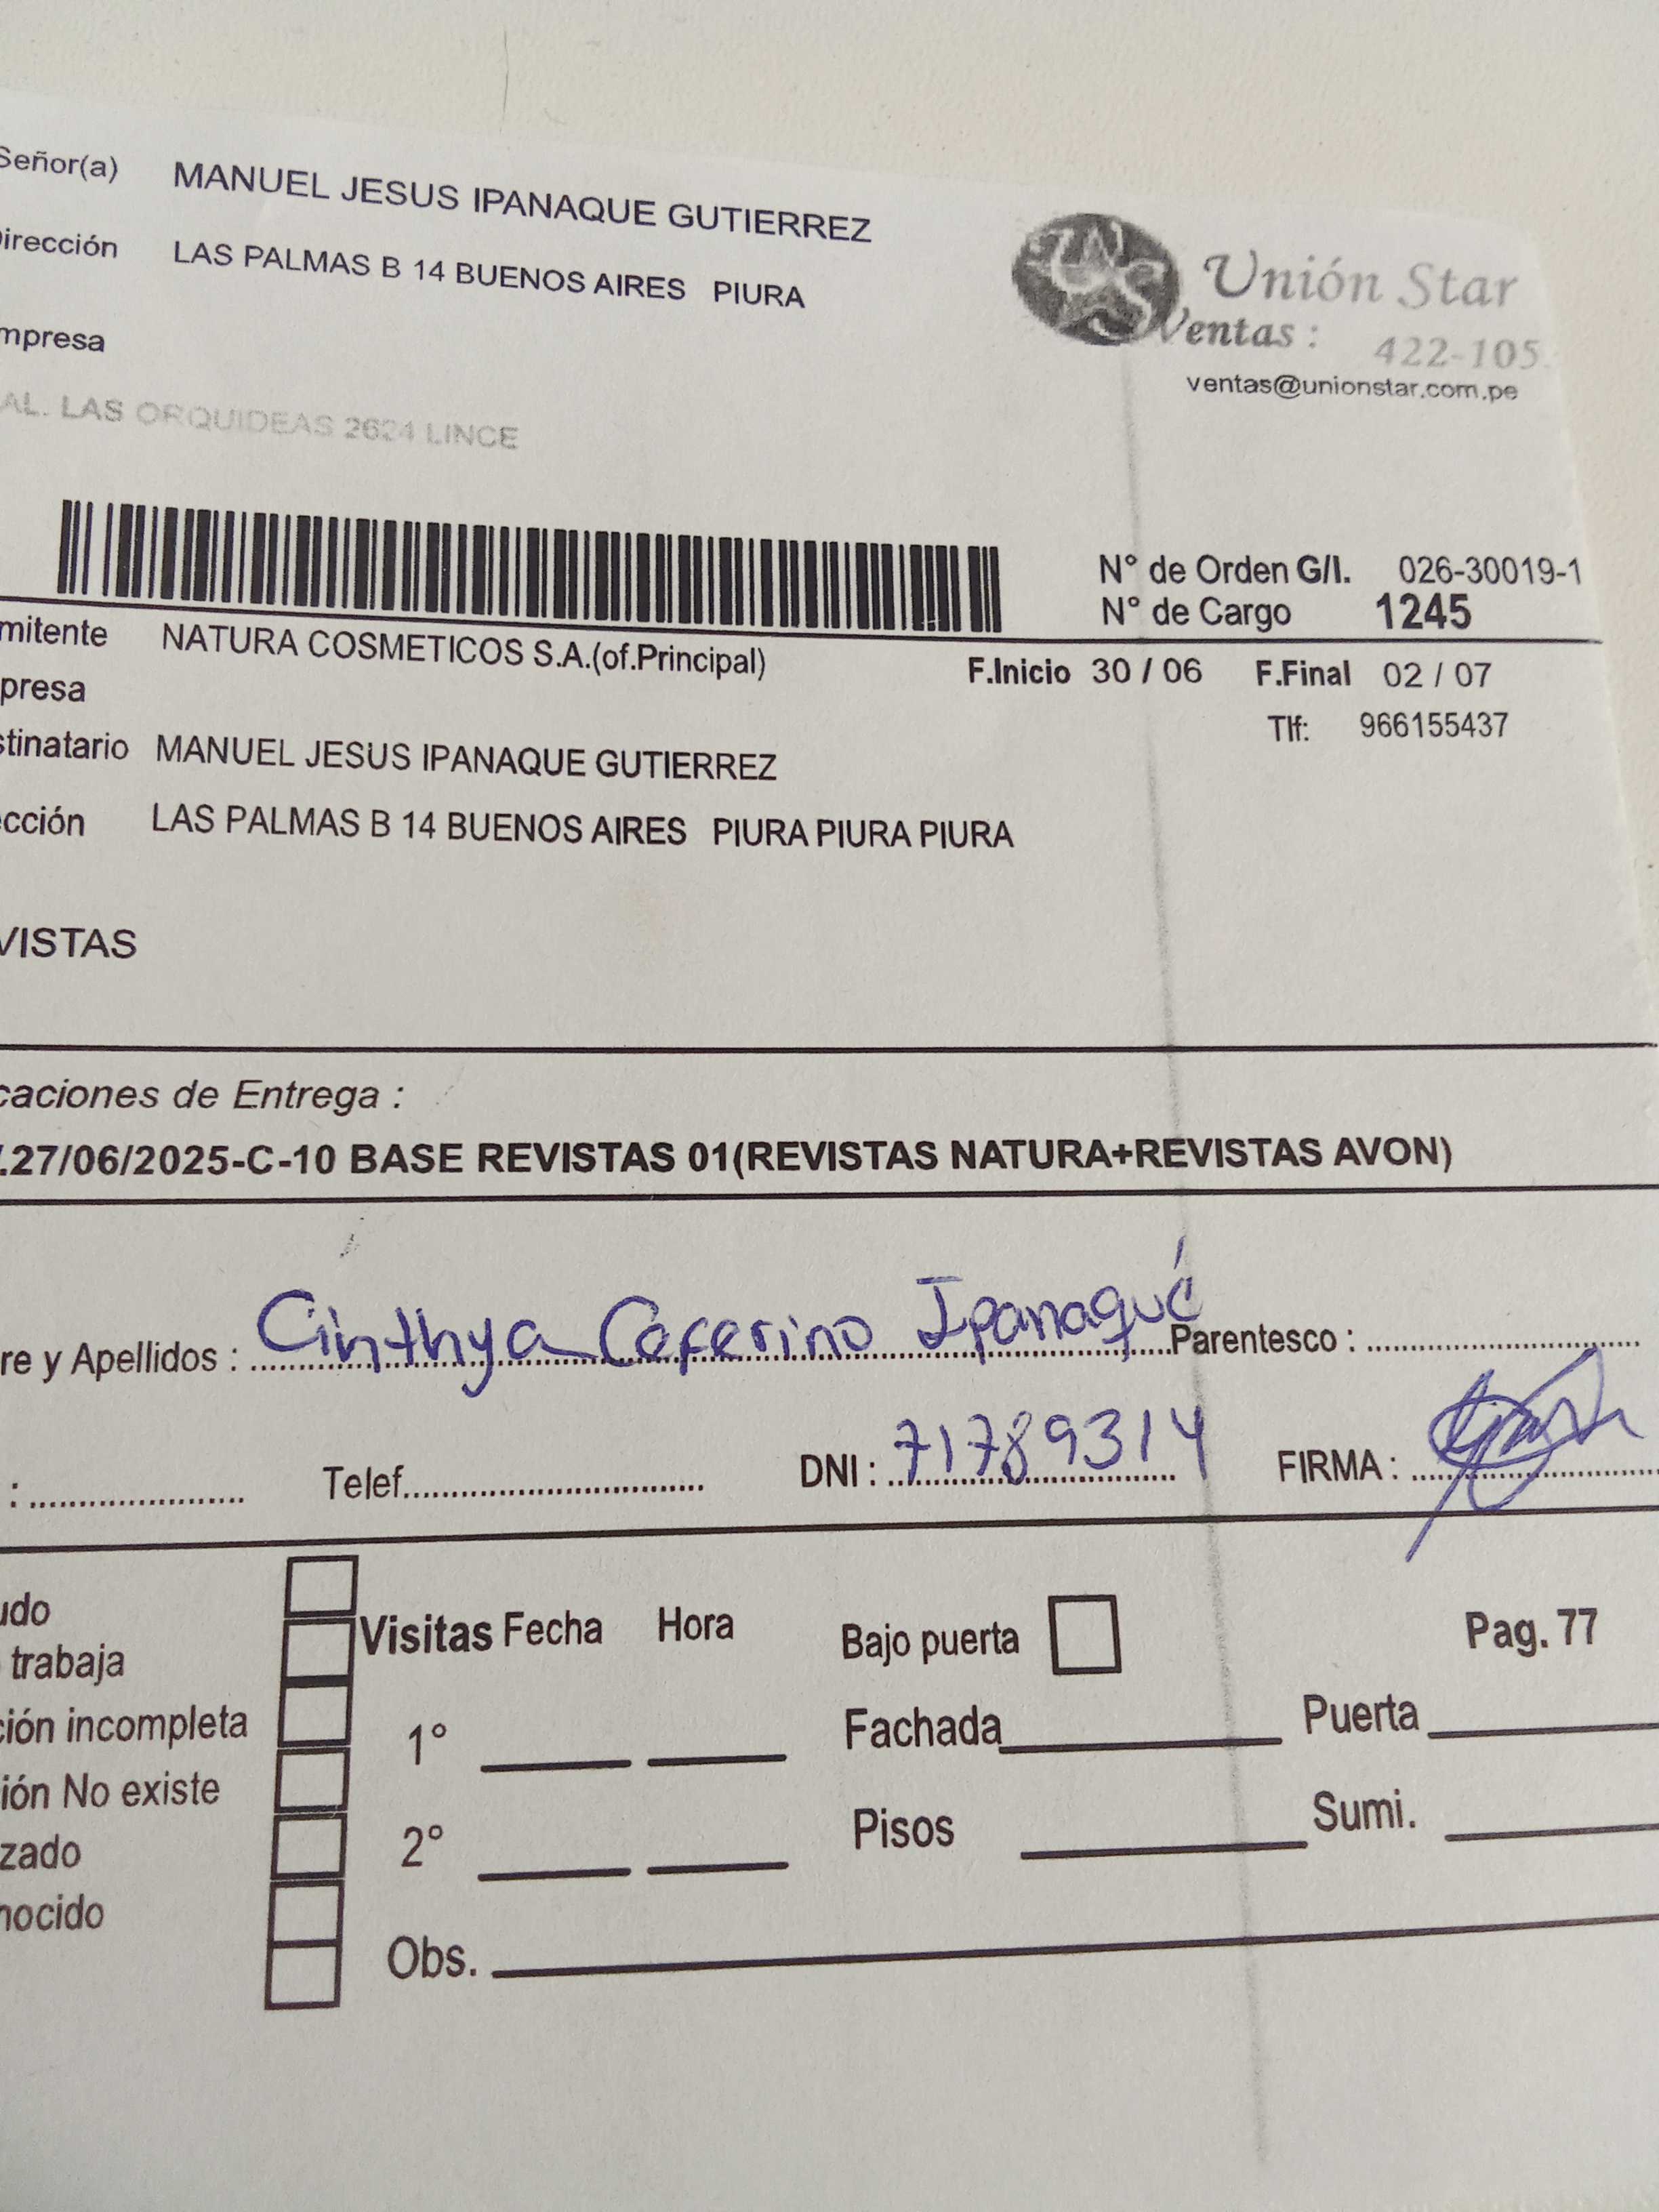 Señor(a) MANUEL JESUS IPANAQUE GUTIERREZ
irección LAS PALMAS B 14 BUENOS AIRES PIURA
mpresa
Unión Star
Ventas : 422-105
ventas@unionstar.com.pe
AL. LAS ORQUIDEAS 2624 LINCE
N° de Orden G/I. 026-30019-1
N° de Cargo 1245
mitente NATURA COSMETICOS S.A.(of.Principal)
F.Inicio 30 / 06 F.Final 02 / 07
presa
Tlf: 966155437
stinatario MANUEL JESUS IPANAQUE GUTIERREZ
cción LAS PALMAS B 14 BUENOS AIRES PIURA PIURA PIURA
VISTAS
caciones de Entrega :
.27/06/2025-C-10 BASE REVISTAS 01(REVISTAS NATURA+REVISTAS AVON)
re y Apellidos : Cinthya Ceferino Ipanaqué Parentesco :
: Telef. DNI : 71789314 FIRMA :
udo
trabaja
Visitas Fecha Hora Bajo puerta Pag. 77
ción incompleta 1° Fachada Puerta
ión No existe
zado 2° Pisos Sumi.
nocido
Obs.